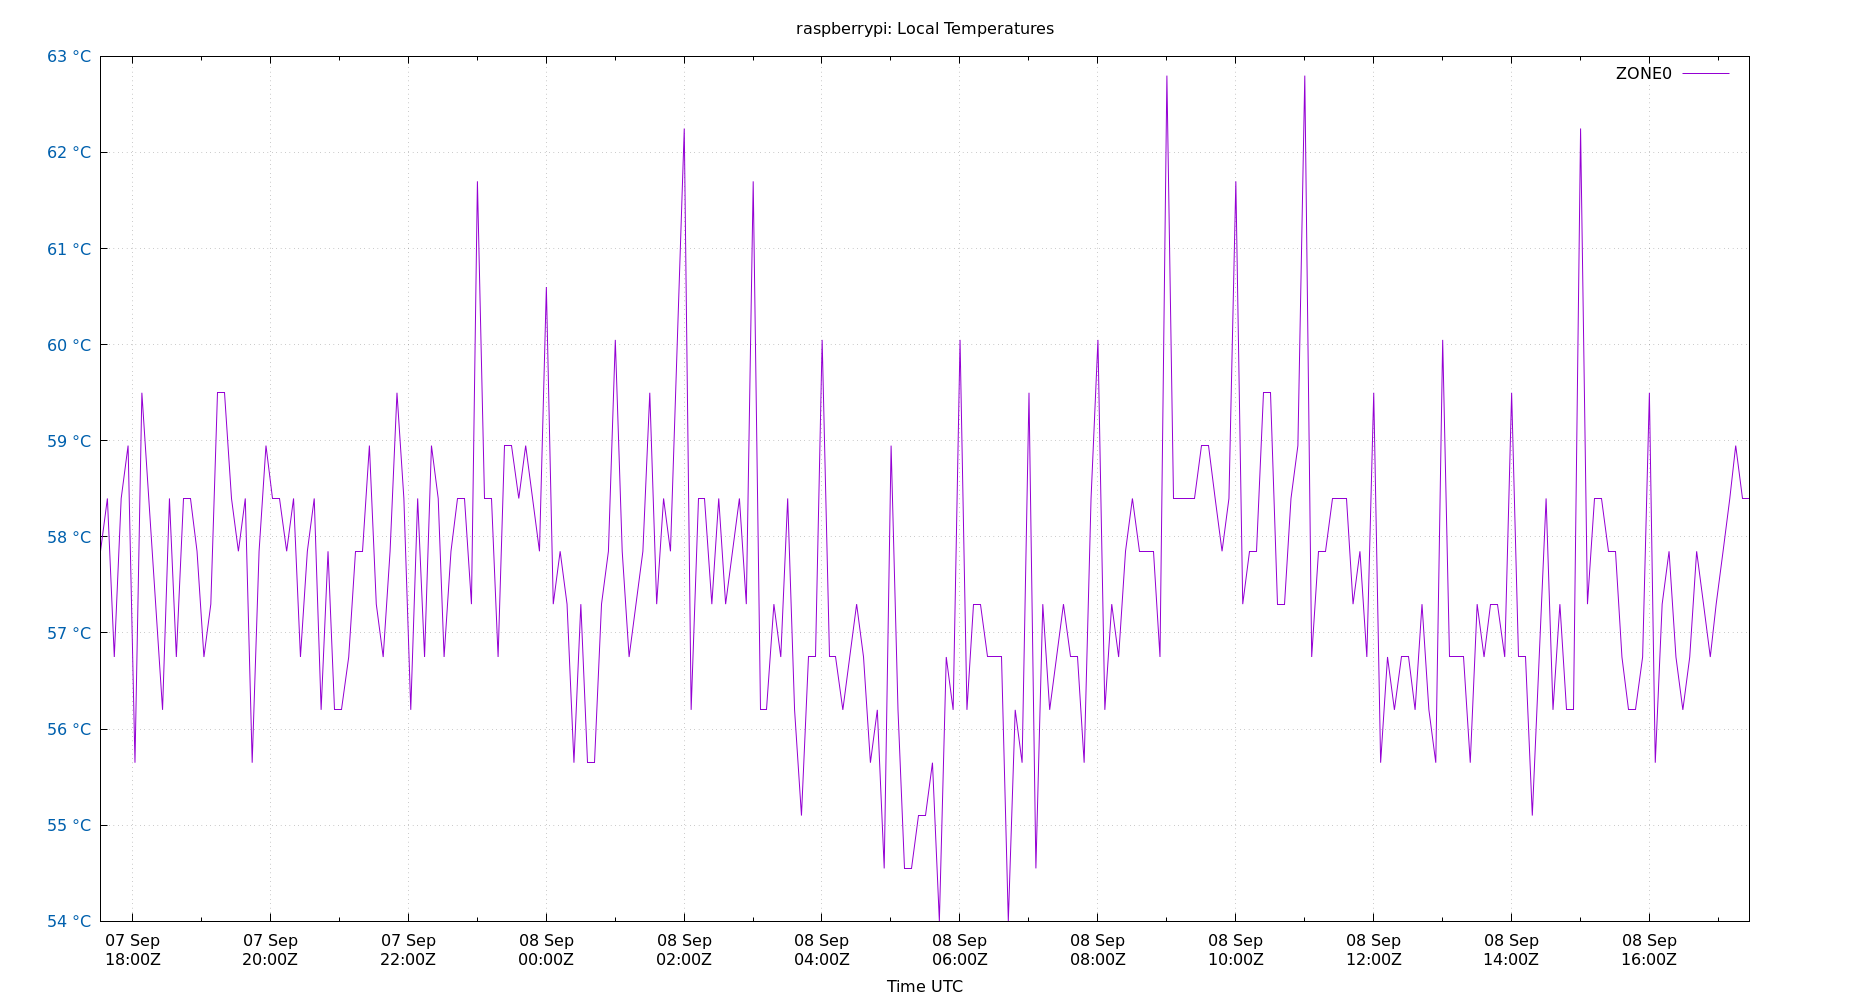 raspberrypi: Local Temperatures
ZONE0
63 °C
62 °C
61 °C
60 °C
59 °C
58 °C
57 °C
56 °C
55 °C
54 °C
07 Sep 07 Sep 07 Sep 08 Sep 08 Sep 08 Sep 08 Sep 08 Sep 08 Sep 08 Sep 08 Sep 08 Sep
18:00Z 20:00Z 22:00Z 00:00Z 02:00Z 04:00Z 06:00Z 08:00Z 10:00Z 12:00Z 14:00Z 16:00Z
Time UTC